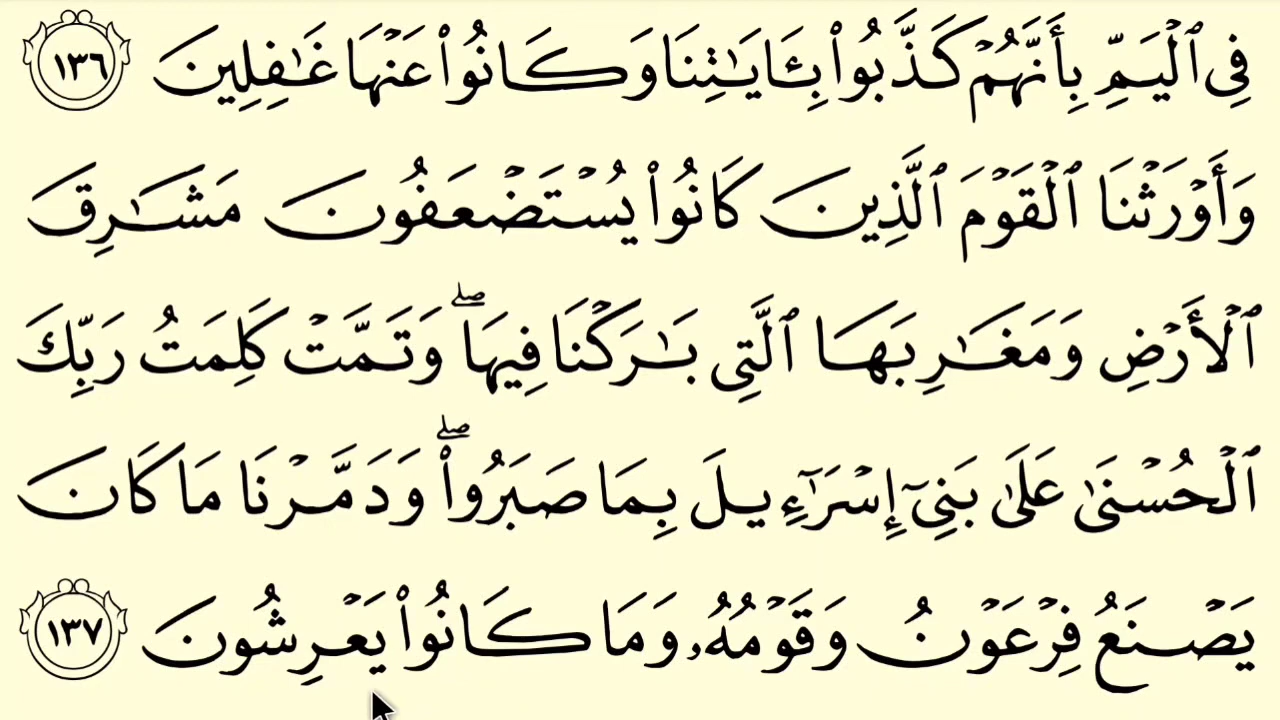 فِى ٱلْيَمِّ بِأَنَّهُمْ كَذَّبُوا۟ بِـَٔايَـٰتِنَا وَكَانُوا۟ عَنْهَا غَـٰفِلِينَ ١٣٦
وَأَوْرَثْنَا ٱلْقَوْمَ ٱلَّذِينَ كَانُوا۟ يُسْتَضْعَفُونَ مَشَـٰرِقَ
ٱلْأَرْضِ وَمَغَـٰرِبَهَا ٱلَّتِى بَـٰرَكْنَا فِيهَا ۖ وَتَمَّتْ كَلِمَتُ رَبِّكَ
ٱلْحُسْنَىٰ عَلَىٰ بَنِىٓ إِسْرَٰٓءِيلَ بِمَا صَبَرُوا۟ ۖ وَدَمَّرْنَا مَا كَانَ
يَصْنَعُ فِرْعَوْنُ وَقَوْمُهُۥ وَمَا كَانُوا۟ يَعْرِشُونَ ١٣٧